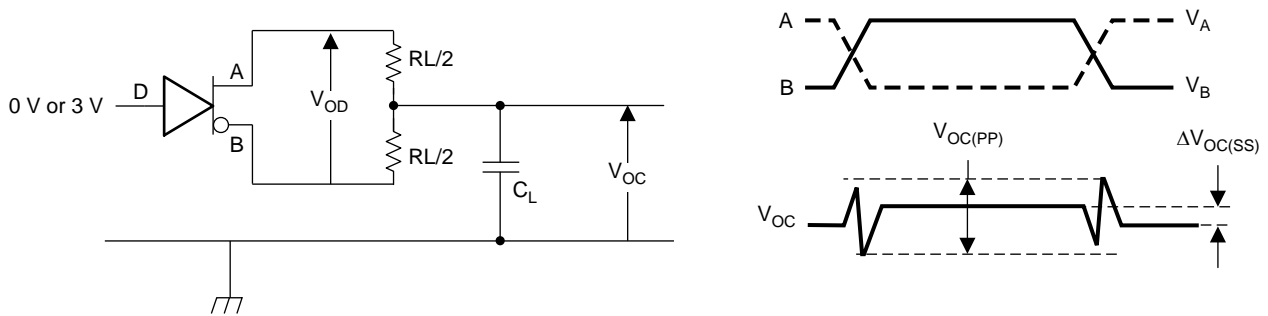 0 V or 3 V
D
A
B
V_OD
RL/2
RL/2
C_L
V_OC
A
B
V_A
V_B
V_OC(PP)
ΔV_OC(SS)
V_OC